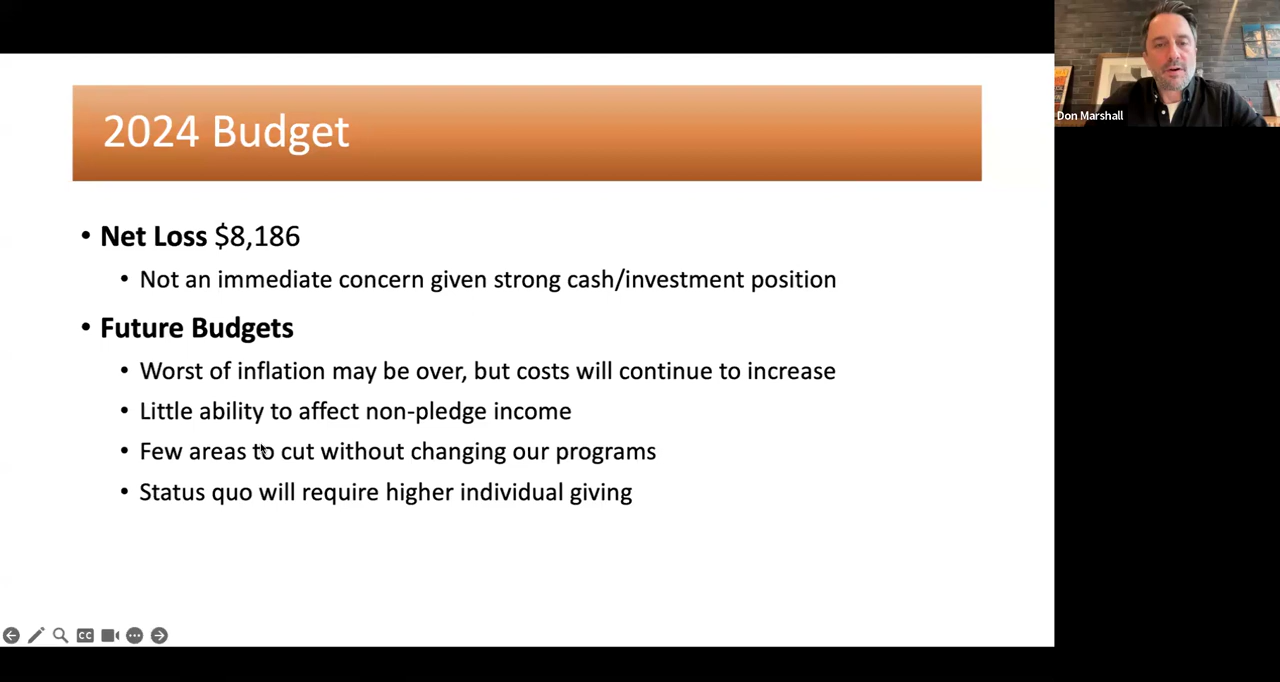 2024 Budget
• Net Loss $8,186
• Not an immediate concern given strong cash/investment position
• Future Budgets
• Worst of inflation may be over, but costs will continue to increase
• Little ability to affect non-pledge income
• Few areas to cut without changing our programs
• Status quo will require higher individual giving
CC
Don Marshall